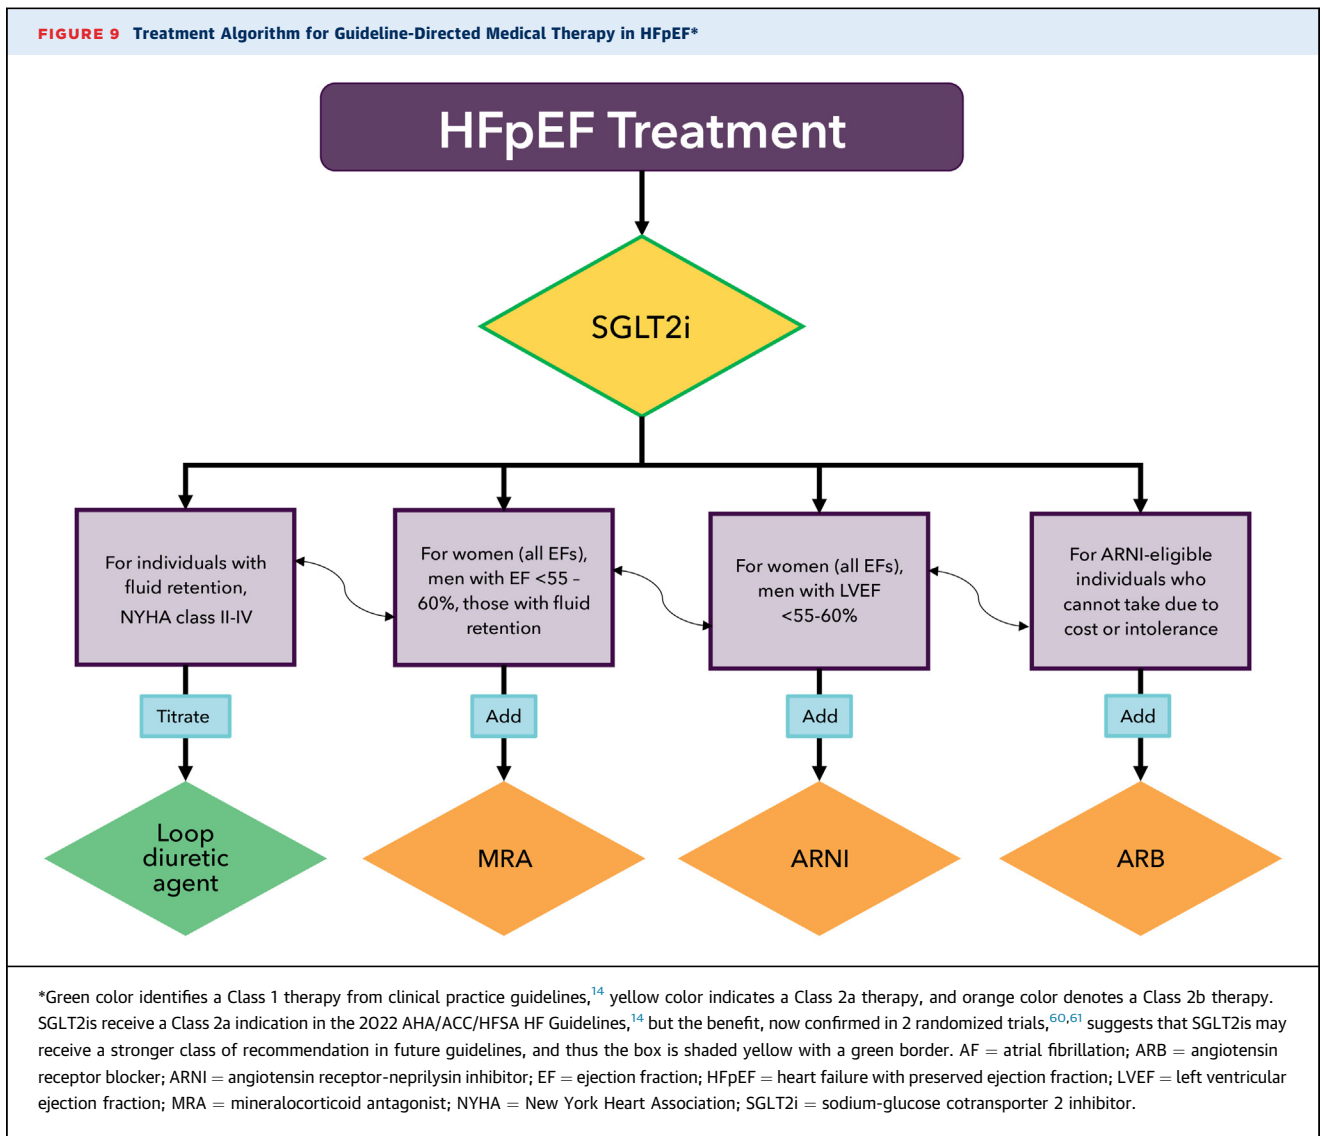 FIGURE 9 Treatment Algorithm for Guideline-Directed Medical Therapy in HFpEF*
HFpEF Treatment
SGLT2i
For individuals with
fluid retention,
NYHA class II-IV
For women (all EFs),
men with EF <55 –
60%, those with fluid
retention
For women (all EFs),
men with LVEF
<55-60%
For ARNI-eligible
individuals who
cannot take due to
cost or intolerance
Titrate
Add
Add
Add
Loop
diuretic
agent
MRA
ARNI
ARB
*Green color identifies a Class 1 therapy from clinical practice guidelines,14 yellow color indicates a Class 2a therapy, and orange color denotes a Class 2b therapy.
SGLT2is receive a Class 2a indication in the 2022 AHA/ACC/HFSA HF Guidelines,14 but the benefit, now confirmed in 2 randomized trials,60,61 suggests that SGLT2is may
receive a stronger class of recommendation in future guidelines, and thus the box is shaded yellow with a green border. AF = atrial fibrillation; ARB = angiotensin
receptor blocker; ARNI = angiotensin receptor-neprilysin inhibitor; EF = ejection fraction; HFpEF = heart failure with preserved ejection fraction; LVEF = left ventricular
ejection fraction; MRA = mineralocorticoid antagonist; NYHA = New York Heart Association; SGLT2i = sodium-glucose cotransporter 2 inhibitor.